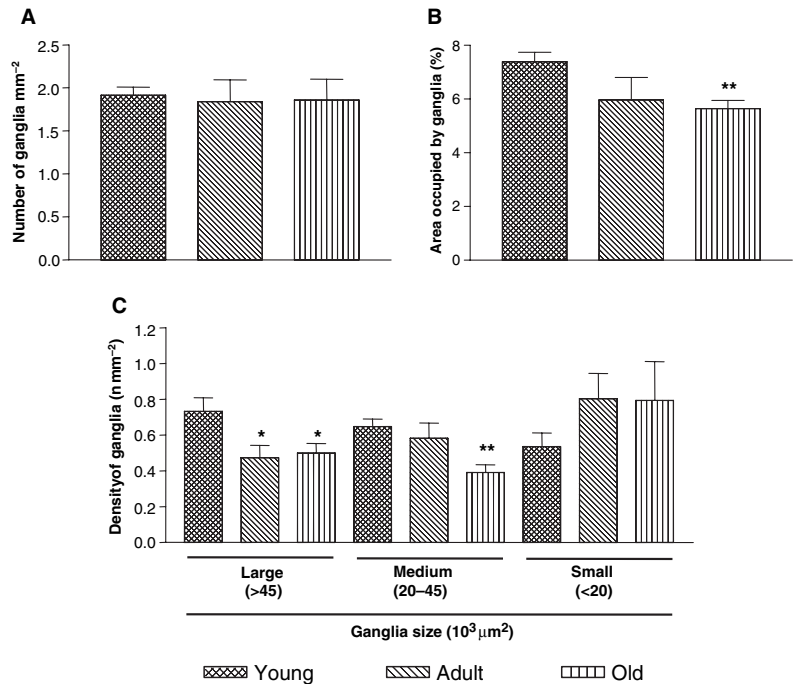 A
Number of ganglia mm⁻²
2.5
2.0
1.5
1.0
0.5
0.0
B
Area occupied by ganglia (%)
8
6
4
2
0
**
C
Densityof ganglia (n mm⁻²)
1.2
1.0
0.8
0.6
0.4
0.2
0.0
* * **
Large Medium Small
(>45) (20–45) (<20)
Ganglia size (10³ μm²)
Young Adult Old